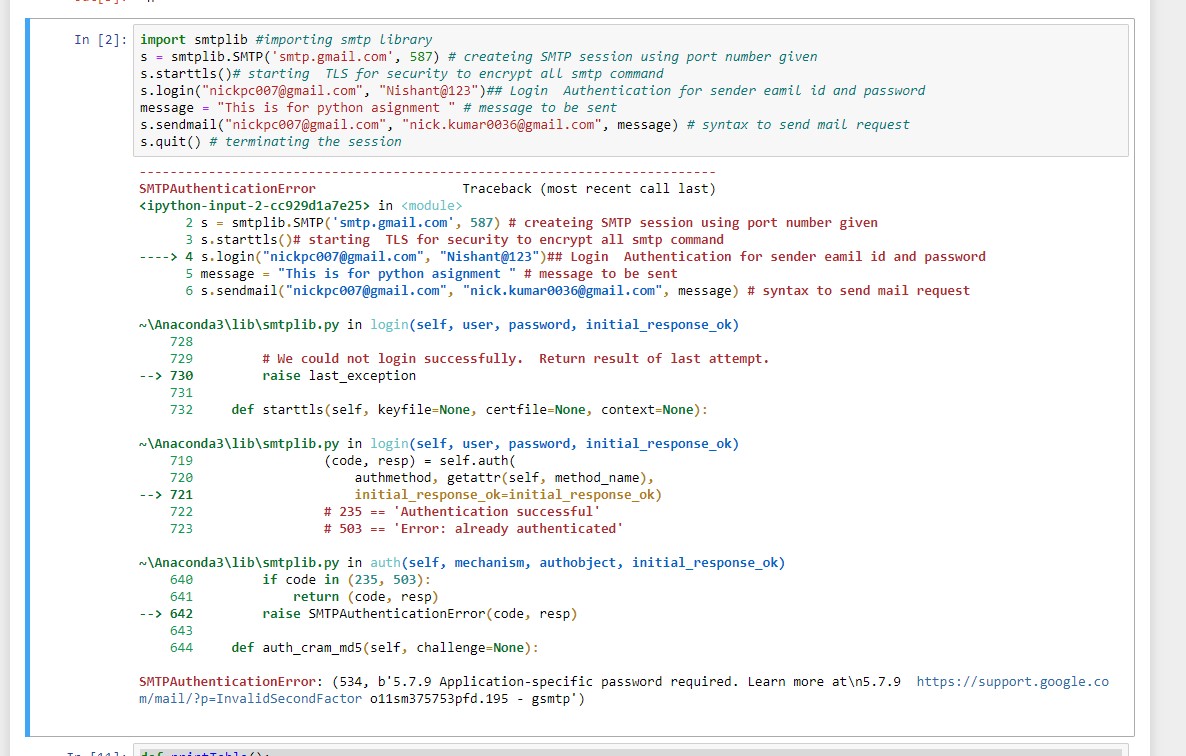 In [2]: import smtplib #importing smtp library
s = smtplib.SMTP('smtp.gmail.com', 587) # createing SMTP session using port number given
s.starttls()# starting  TLS for security to encrypt all smtp command
s.login("nickpc007@gmail.com", "Nishant@123")## Login  Authentication for sender eamil id and password
message = "This is for python asignment " # message to be sent
s.sendmail("nickpc007@gmail.com", "nick.kumar0036@gmail.com", message) # syntax to send mail request
s.quit() # terminating the session
---------------------------------------------------------------------------
SMTPAuthenticationError                   Traceback (most recent call last)
<ipython-input-2-cc929d1a7e25> in <module>
      2 s = smtplib.SMTP('smtp.gmail.com', 587) # createing SMTP session using port number given
      3 s.starttls()# starting  TLS for security to encrypt all smtp command
----> 4 s.login("nickpc007@gmail.com", "Nishant@123")## Login  Authentication for sender eamil id and password
      5 message = "This is for python asignment " # message to be sent
      6 s.sendmail("nickpc007@gmail.com", "nick.kumar0036@gmail.com", message) # syntax to send mail request
~\Anaconda3\lib\smtplib.py in login(self, user, password, initial_response_ok)
    728
    729         # We could not login successfully.  Return result of last attempt.
--> 730         raise last_exception
    731
    732     def starttls(self, keyfile=None, certfile=None, context=None):
~\Anaconda3\lib\smtplib.py in login(self, user, password, initial_response_ok)
    719                 (code, resp) = self.auth(
    720                     authmethod, getattr(self, method_name),
--> 721                     initial_response_ok=initial_response_ok)
    722                 # 235 == 'Authentication successful'
    723                 # 503 == 'Error: already authenticated'
~\Anaconda3\lib\smtplib.py in auth(self, mechanism, authobject, initial_response_ok)
    640         if code in (235, 503):
    641             return (code, resp)
--> 642         raise SMTPAuthenticationError(code, resp)
    643
    644     def auth_cram_md5(self, challenge=None):
SMTPAuthenticationError: (534, b'5.7.9 Application-specific password required. Learn more at\n5.7.9  https://support.google.co
m/mail/?p=InvalidSecondFactor o11sm375753pfd.195 - gsmtp')